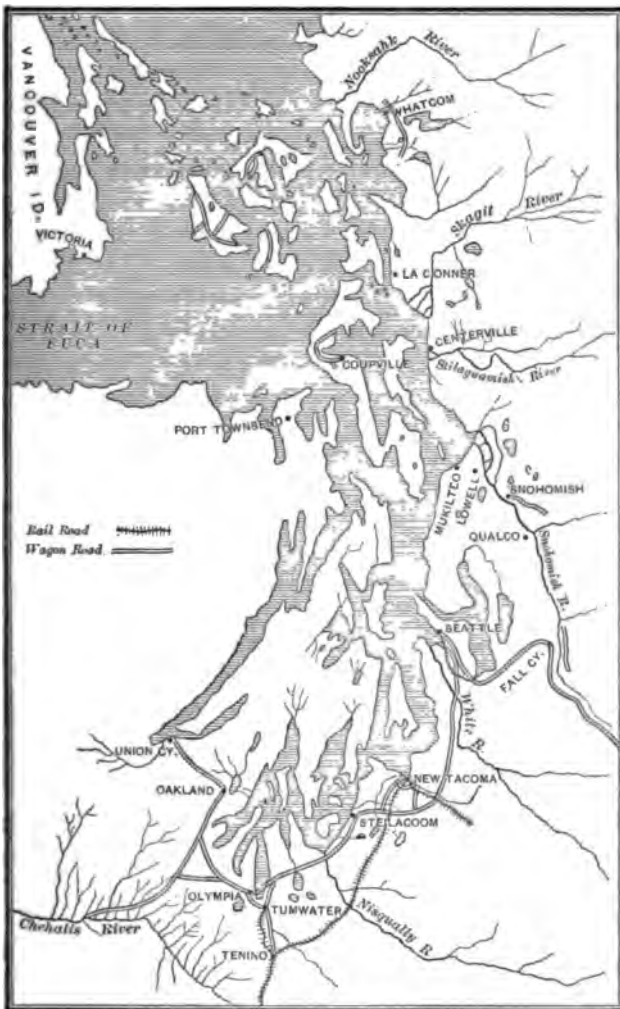 Nooksahk River
VANCOUVER ID.
WHATCOM
Skagit River
VICTORIA
LA CONNER
STRAIT OF
FUCA
CENTERVILLE
COUPVILLE
Stilaguamish River
PORT TOWNSEND
MUKILTEO
LOWELL
SNOHOMISH
Rail Road
Wagon Road
QUALCO
Snohomish R.
SEATTLE
FALL CY.
White R.
UNION CY.
NEW TACOMA
OAKLAND
STEILACOOM
OLYMPIA
TUMWATER
Nisqually R
Chehalis River
TENINO